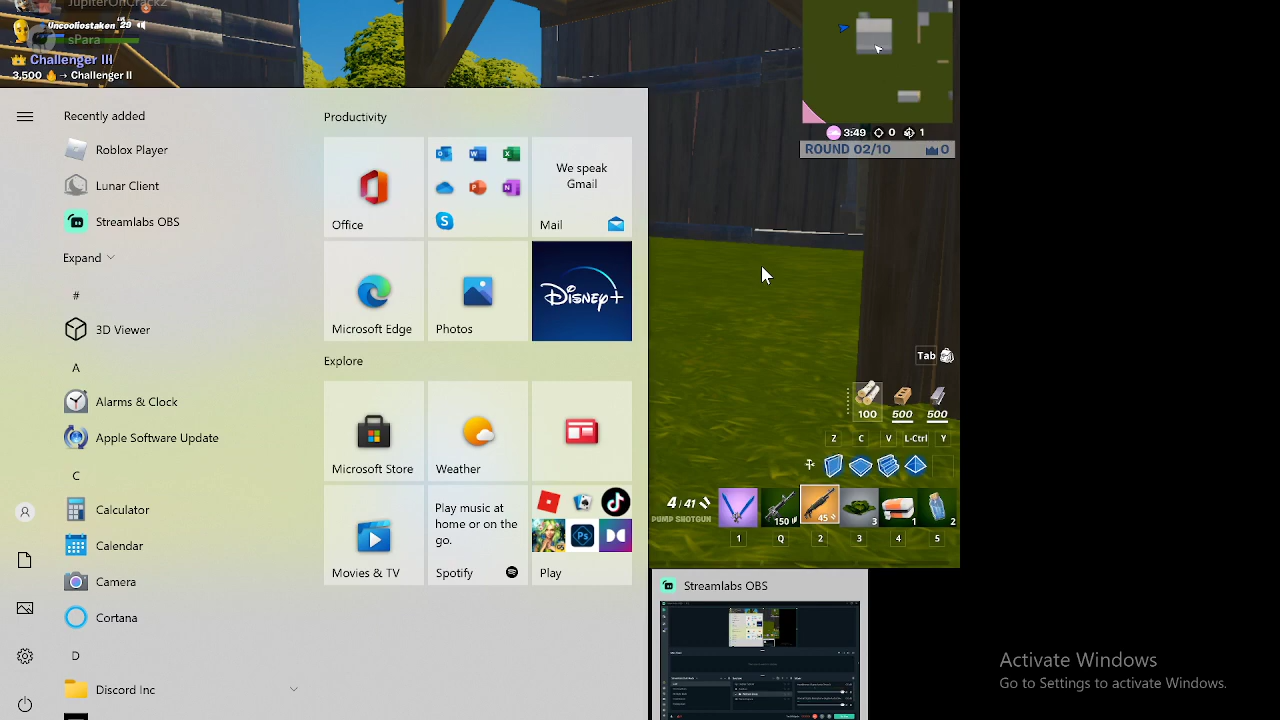 JupiterOnCrack2
Uncooliostaken 29
sPara
Challenger III
3,500 → Challenger II
3:49 0 1
ROUND 02/10 0
Recently added
Roblox Player
Lunar Client
Streamlabs OBS
Expand
#
3D Viewer
A
Alarms & Clock
Apple Software Update
C
Calculator
Calendar
Camera
Cortana
D
Productivity
Office
We speak
Gmail
Mail
Microsoft Edge
Photos
Disney+
Explore
Microsoft Store
Weather
Movies & TV
Play music
at home or
on the
go.
Spotify
Play
Tab
100 500 500
Z C V L-Ctrl Y
4 / 41
PUMP SHOTGUN
150 45 3 1 2
1 Q 2 3 4 5
Streamlabs OBS
Activate Windows
Go to Settings to activate Windows.